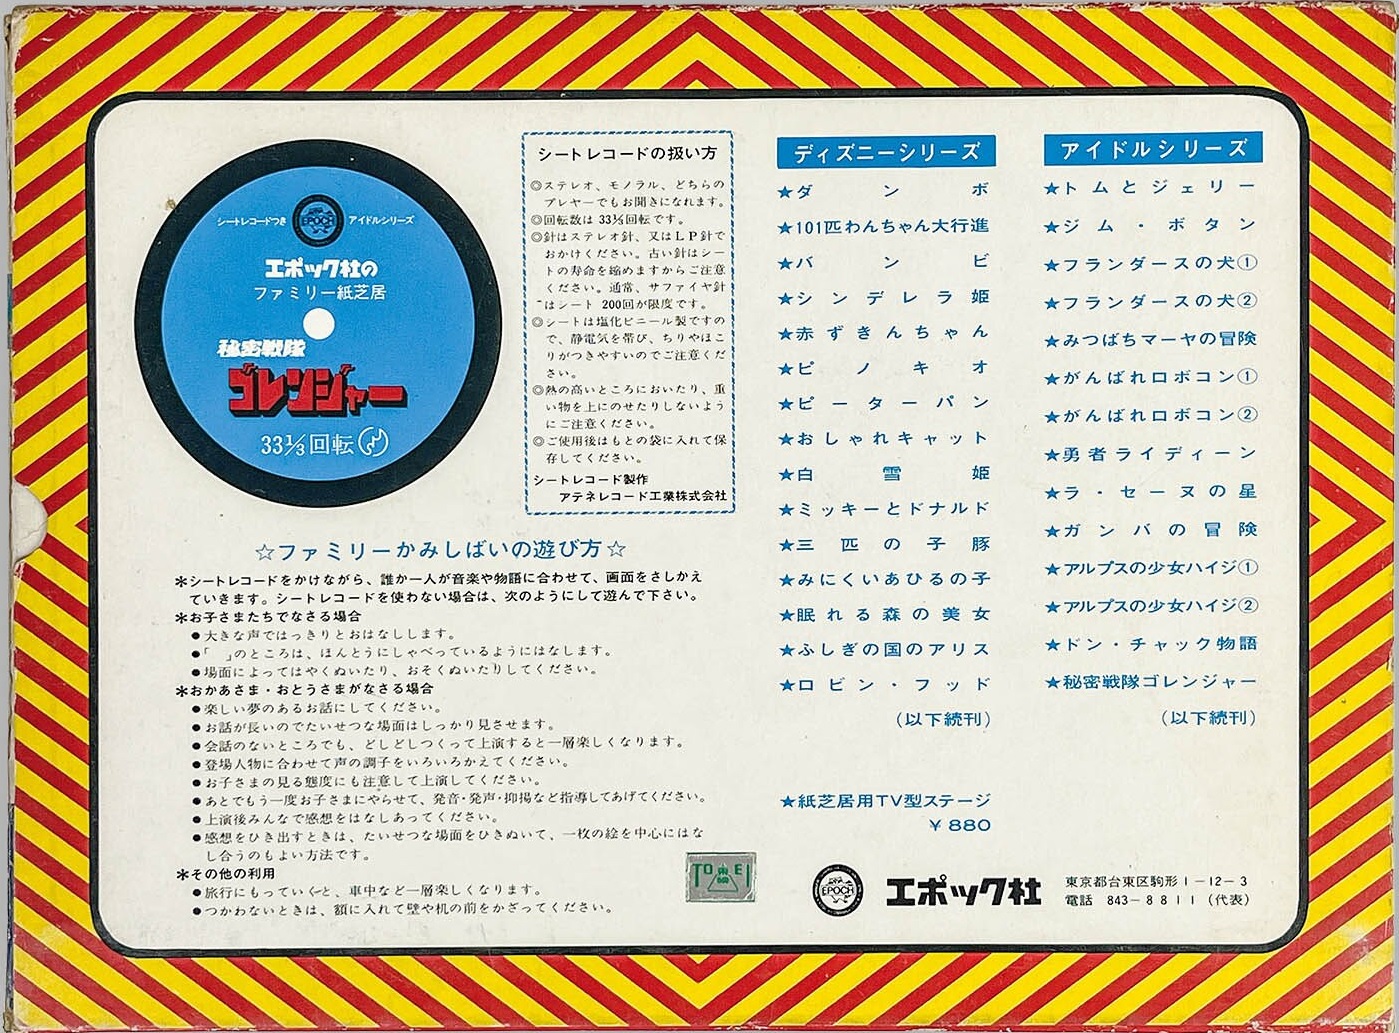 シートレコードつき
EPOCH
アイドルシリーズ
エポック社の
ファミリー紙芝居
秘密戦隊
ゴレンジャー
33⅓回転
シートレコードの扱い方
◎ステレオ、モノラル、どちらの
プレヤーでもお聞きになれます。
◎回転数は 33⅓回転です。
◎針はステレオ針、又はLP針で
おかけください。古い針はシー
トの寿命を縮めますからご注意
ください。通常、サファイヤ針
はシート 200回が限度です。
◎シートは塩化ビニール製ですの
で、静電気を帯び、ちりやほこ
りがつきやすいのでご注意くだ
さい。
◎熱の高いところにおいたり、重
い物を上にのせたりしないよう
にご注意ください。
◎ご使用後はもとの袋に入れて保
存してください。
シートレコード製作
アテネレコード工業株式会社
☆ファミリーかみしばいの遊び方☆
＊シートレコードをかけながら、誰か一人が音楽や物語に合わせて、画面をさしかえ
ていきます。シートレコードを使わない場合は、次のようにして遊んで下さい。
＊お子さまたちでなさる場合
●大きな声ではっきりとおはなしします。
●「　」のところは、ほんとうにしゃべっているようにはなします。
●場面によってはやくぬいたり、おそくぬいたりしてください。
＊おかあさま・おとうさまがなさる場合
●楽しい夢のあるお話にしてください。
●お話が長いのでたいせつな場面はしっかり見させます。
●会話のないところでも、どしどしつくって上演すると一層楽しくなります。
●登場人物に合わせて声の調子をいろいろかえてください。
●お子さまの見る態度にも注意して上演してください。
●あとでもう一度お子さまにやらせて、発音・発声・抑揚など指導してあげてください。
●上演後みんなで感想をはなしあってください。
●感想をひき出すときは、たいせつな場面をひきぬいて、一枚の絵を中心にはな
し合うのもよい方法です。
＊その他の利用
●旅行にもっていくと、車中など一層楽しくなります。
●つかわないときは、額に入れて壁や机の前をかざってください。
ディズニーシリーズ
★ダンボ
★101匹わんちゃん大行進
★バンビ
★シンデレラ姫
★赤ずきんちゃん
★ピノキオ
★ピーターパン
★おしゃれキャット
★白雪姫
★ミッキーとドナルド
★三匹の子豚
★みにくいあひるの子
★眠れる森の美女
★ふしぎの国のアリス
★ロビン・フッド
(以下続刊)
★紙芝居用TV型ステージ
￥880
アイドルシリーズ
★トムとジェリー
★ジム・ボタン
★フランダースの犬①
★フランダースの犬②
★みつばちマーヤの冒険
★がんばれロボコン①
★がんばれロボコン②
★勇者ライディーン
★ラ・セーヌの星
★ガンバの冒険
★アルプスの少女ハイジ①
★アルプスの少女ハイジ②
★ドン・チャック物語
★秘密戦隊ゴレンジャー
(以下続刊)
TOEI
東映
EPOCH
エポック社
東京都台東区駒形1−12−3
電話 843−8811 (代表)